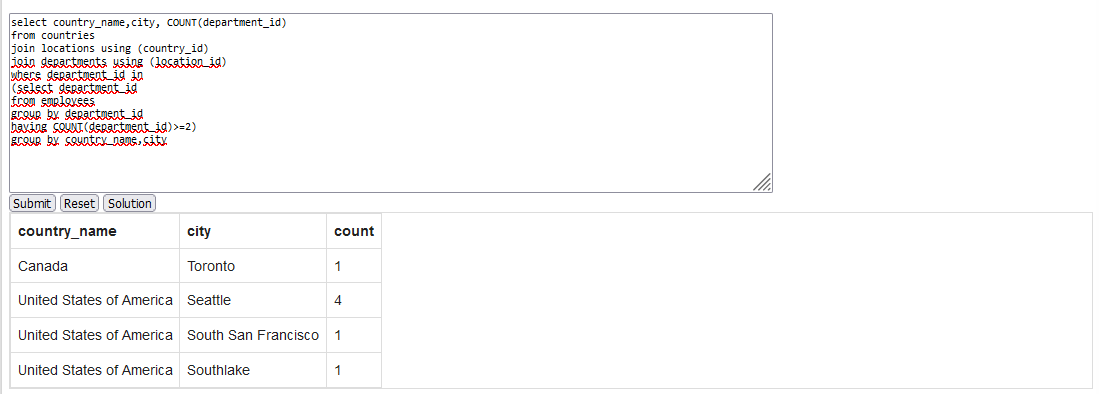 select country_name,city, COUNT(department_id)
from countries
join locations using (country_id)
join departments using (location_id)
where department_id in
(select department_id
from employees
group by department_id
having COUNT(department_id)>=2)
group by country_name,city
Submit Reset Solution
country_name city count
Canada Toronto 1
United States of America Seattle 4
United States of America South San Francisco 1
United States of America Southlake 1